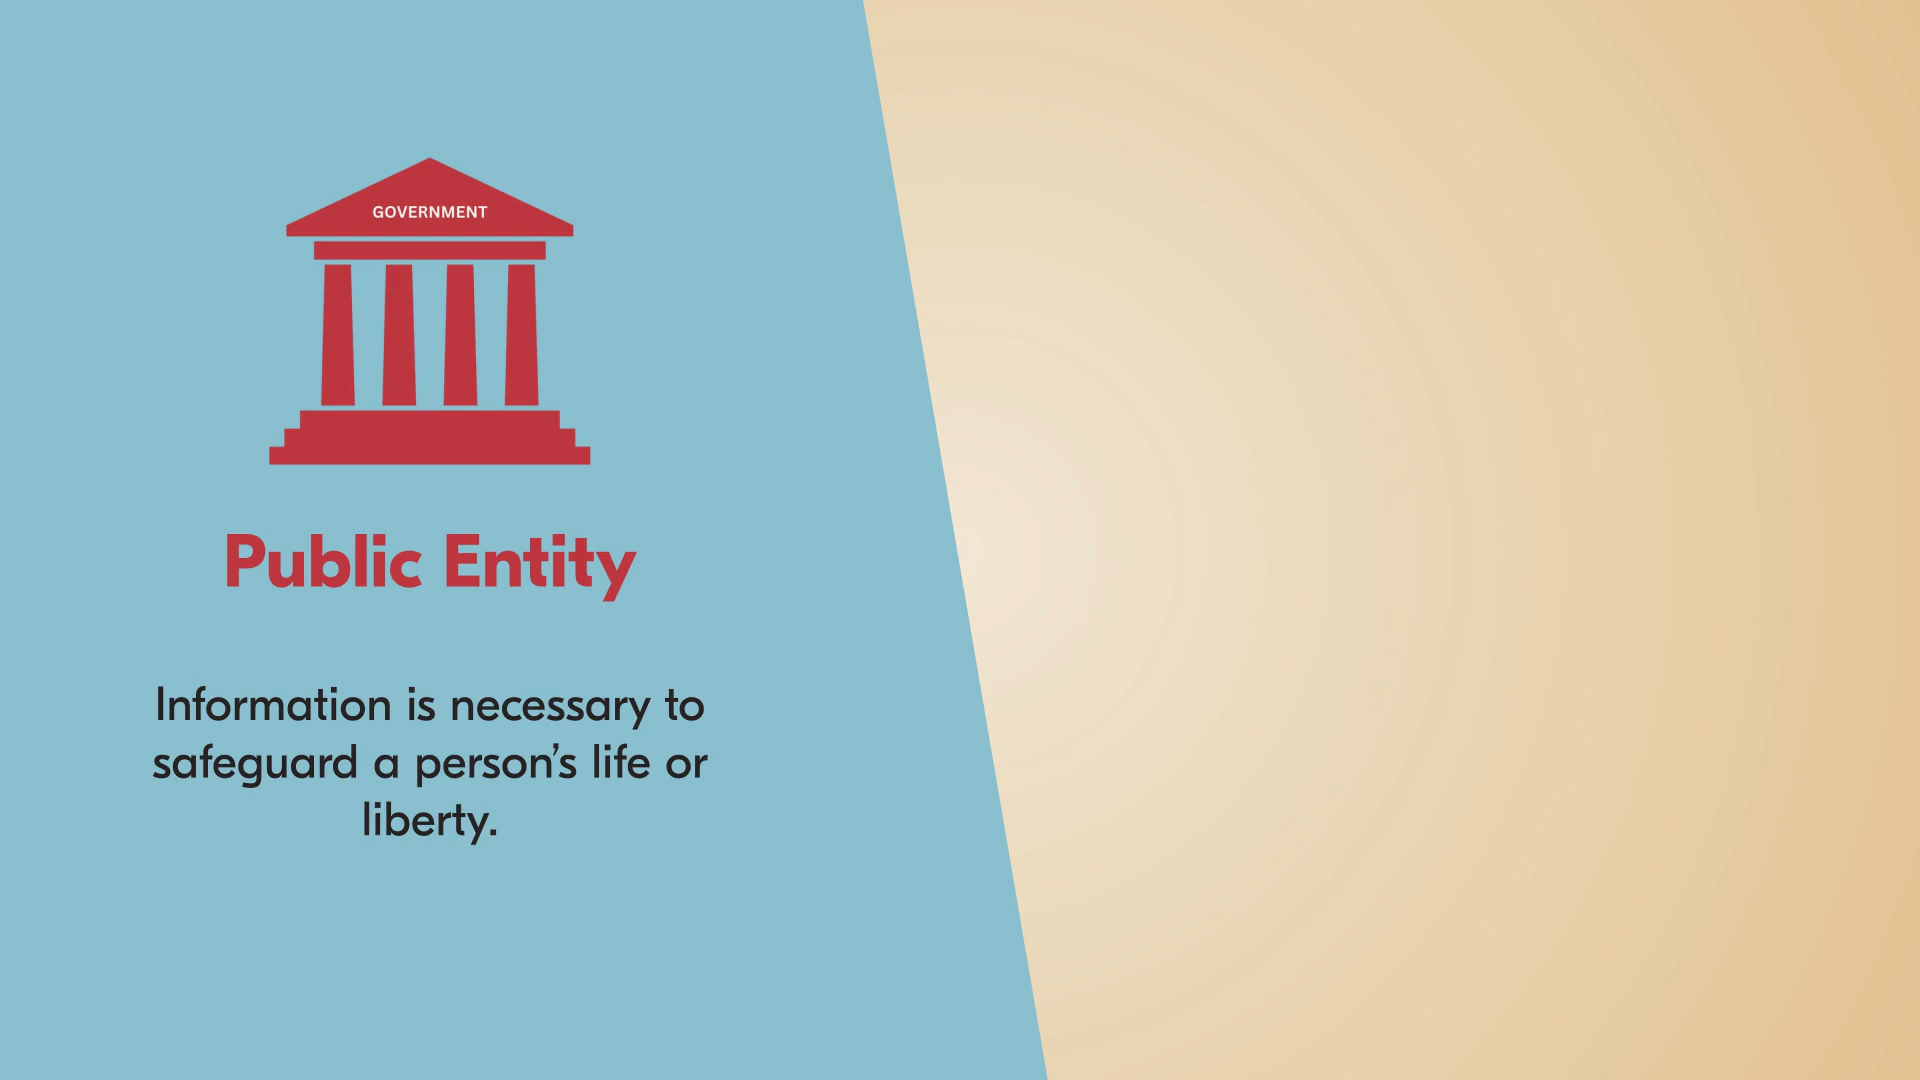 GOVERNMENT
Public Entity
Information is necessary to
safeguard a person’s life or
liberty.